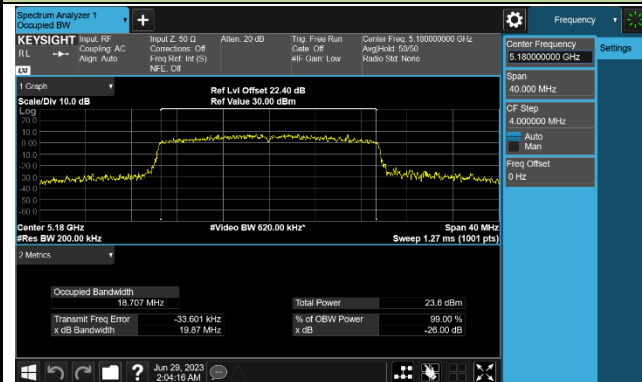 Spectrum Analyzer 1
Occupied BW
Frequency
KEYSIGHT
RL
LXI
Input: RF
Coupling: AC
Align: Auto
Input Z: 50 Ω
Corrections: Off
Freq Ref: Int (S)
NFE: Off
Atten: 20 dB
Trig: Free Run
Gate: Off
#IF Gain: Low
Center Freq: 5.180000000 GHz
Avg|Hold: 50/50
Radio Std: None
Center Frequency
5.180000000 GHz
Settings
Span
40.000 MHz
CF Step
4.000000 MHz
Auto
Man
Freq Offset
0 Hz
1 Graph
Scale/Div 10.0 dB
Log
Ref Lvl Offset 22.40 dB
Ref Value 30.00 dBm
20.0
10.0
0.00
-10.0
-20.0
-30.0
-40.0
-50.0
-60.0
Center 5.18 GHz
#Res BW 200.00 kHz
#Video BW 620.00 kHz*
Span 40 MHz
Sweep 1.27 ms (1001 pts)
2 Metrics
Occupied Bandwidth
18.707 MHz
Total Power 23.6 dBm
Transmit Freq Error -33.601 kHz
% of OBW Power 99.00 %
x dB Bandwidth 19.87 MHz
x dB -26.00 dB
Jun 29, 2023
2:04:16 AM